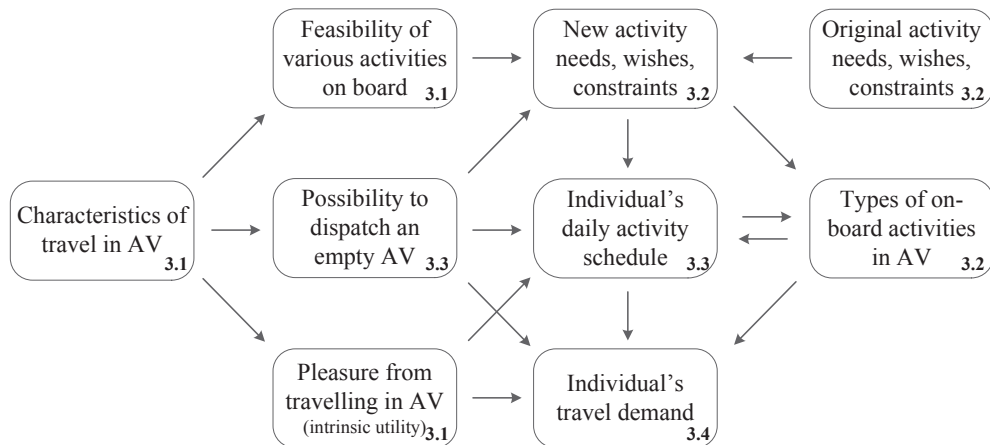 Feasibility of
various activities
on board
3.1
New activity
needs, wishes,
constraints
3.2
Original activity
needs, wishes,
constraints
3.2
Characteristics of
travel in AV
3.1
Possibility to
dispatch an
empty AV
3.3
Individual’s
daily activity
schedule
3.3
Types of on-
board activities
in AV
3.2
Pleasure from
travelling in AV
(intrinsic utility)
3.1
Individual’s
travel demand
3.4